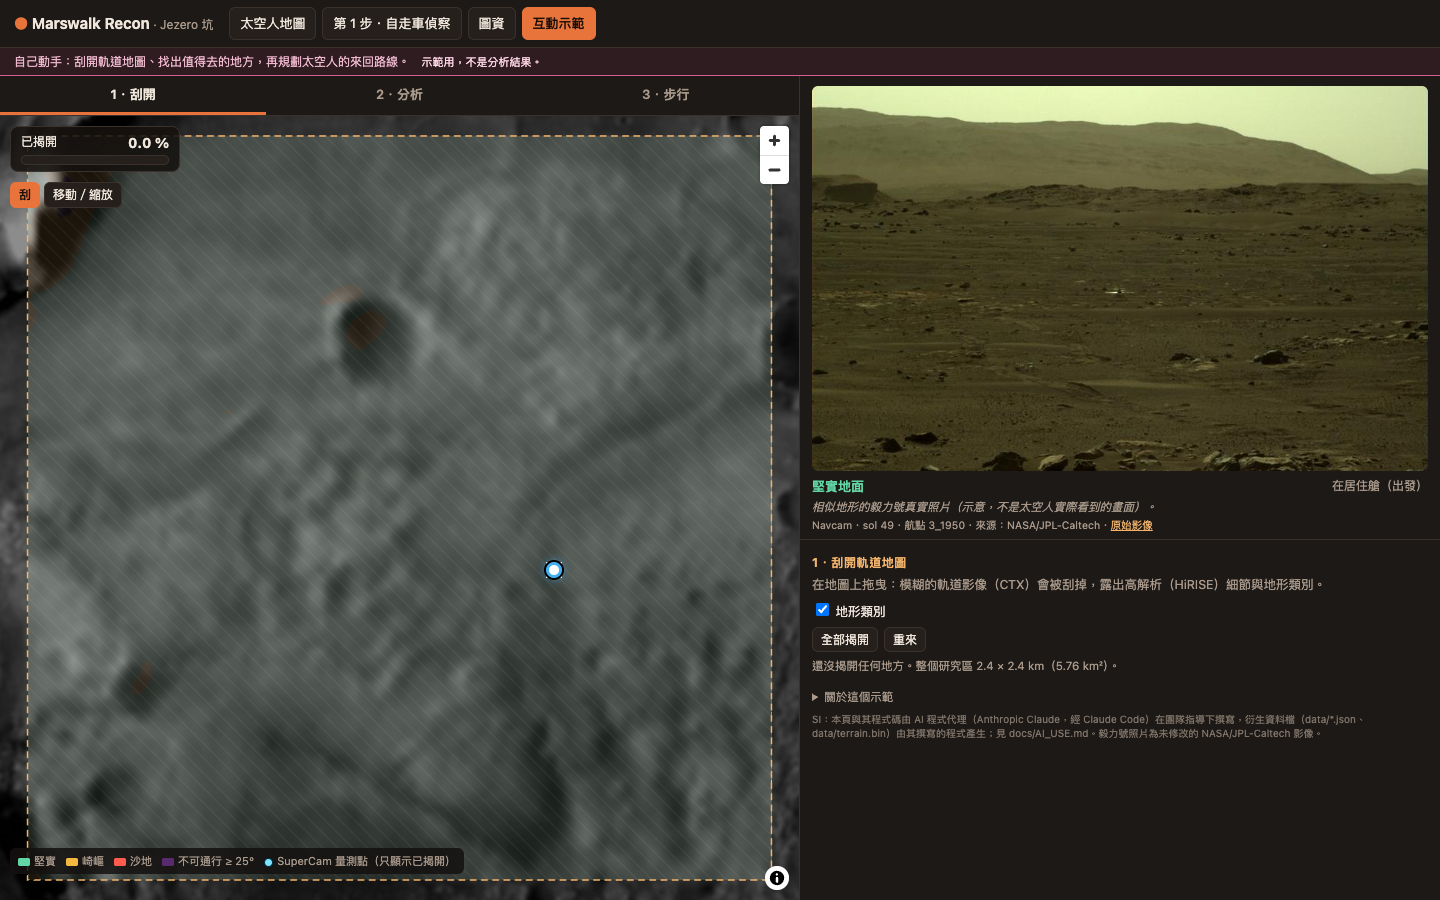 Marswalk Recon · Jezero 坑
太空人地圖
第 1 步 · 自走車偵察
圖資
互動示範
自己動手：刮開軌道地圖、找出值得去的地方，再規劃太空人的來回路線。 示範用，不是分析結果。
1 · 刮開
2 · 分析
3 · 步行
已揭開 0.0 %
刮
移動 / 縮放
+
−
堅實 崎嶇 沙地 不可通行 ≥ 25° SuperCam 量測點（只顯示已揭開）
堅實地面 在居住艙（出發）
相似地形的毅力號真實照片（示意，不是太空人實際看到的畫面）。
Navcam · sol 49 · 航點 3_1950 · 來源：NASA/JPL-Caltech · 原始影像
1 · 刮開軌道地圖
在地圖上拖曳：模糊的軌道影像（CTX）會被刮掉，露出高解析（HiRISE）細節與地形類別。
地形類別
全部揭開 重來
還沒揭開任何地方。整個研究區 2.4 × 2.4 km（5.76 km²）。
關於這個示範
SI：本頁與其程式碼由 AI 程式代理（Anthropic Claude，經 Claude Code）在團隊指導下撰寫，衍生資料檔（data/*.json、
data/terrain.bin）由其撰寫的程式產生；見 docs/AI_USE.md。毅力號照片為未修改的 NASA/JPL-Caltech 影像。